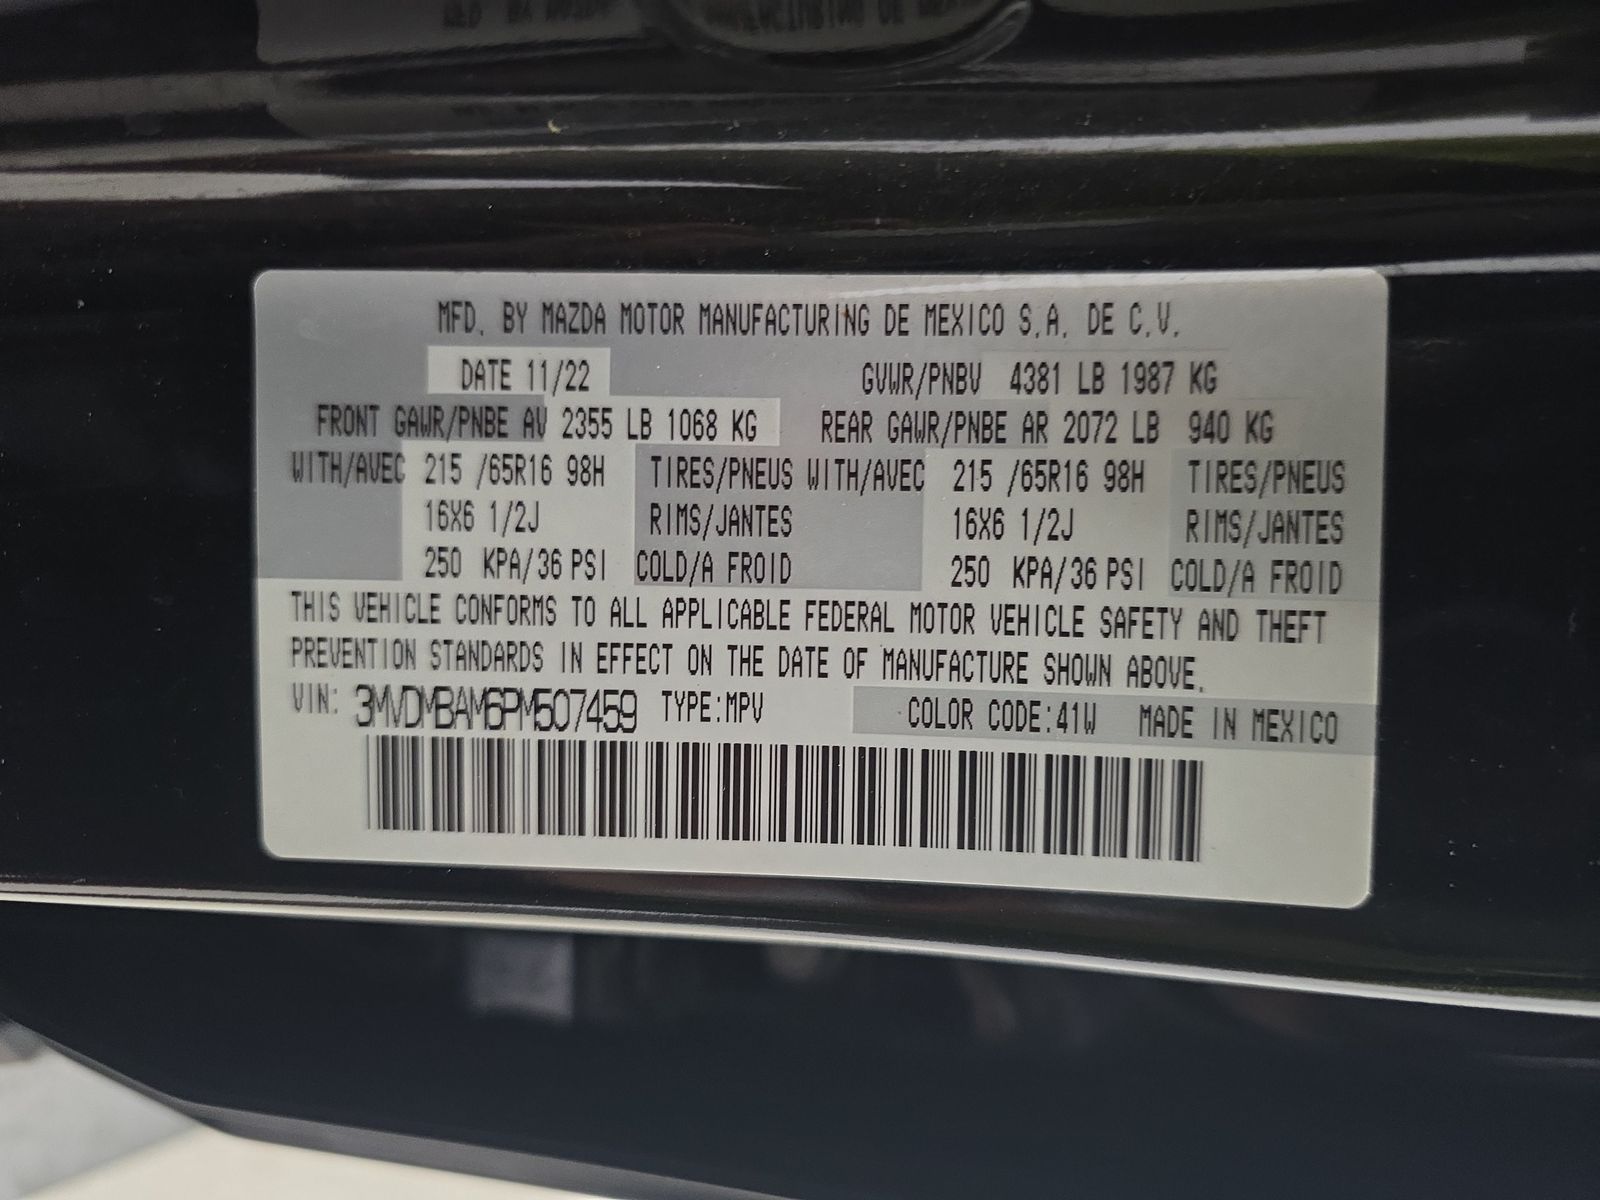 MFD. BY MAZDA MOTOR MANUFACTURING DE MEXICO S.A. DE C.V.
DATE 11/22 GVWR/PNBV 4381 LB 1987 KG
FRONT GAWR/PNBE AV 2355 LB 1068 KG REAR GAWR/PNBE AR 2072 LB 940 KG
WITH/AVEC 215 /65R16 98H TIRES/PNEUS WITH/AVEC 215 /65R16 98H TIRES/PNEUS
16X6 1/2J RIMS/JANTES 16X6 1/2J RIMS/JANTES
250 KPA/36 PSI COLD/A FROID 250 KPA/36 PSI COLD/A FROID
THIS VEHICLE CONFORMS TO ALL APPLICABLE FEDERAL MOTOR VEHICLE SAFETY AND THEFT
PREVENTION STANDARDS IN EFFECT ON THE DATE OF MANUFACTURE SHOWN ABOVE.
VIN: 3MVDMBAM6PM507459 TYPE:MPV COLOR CODE:41W MADE IN MEXICO